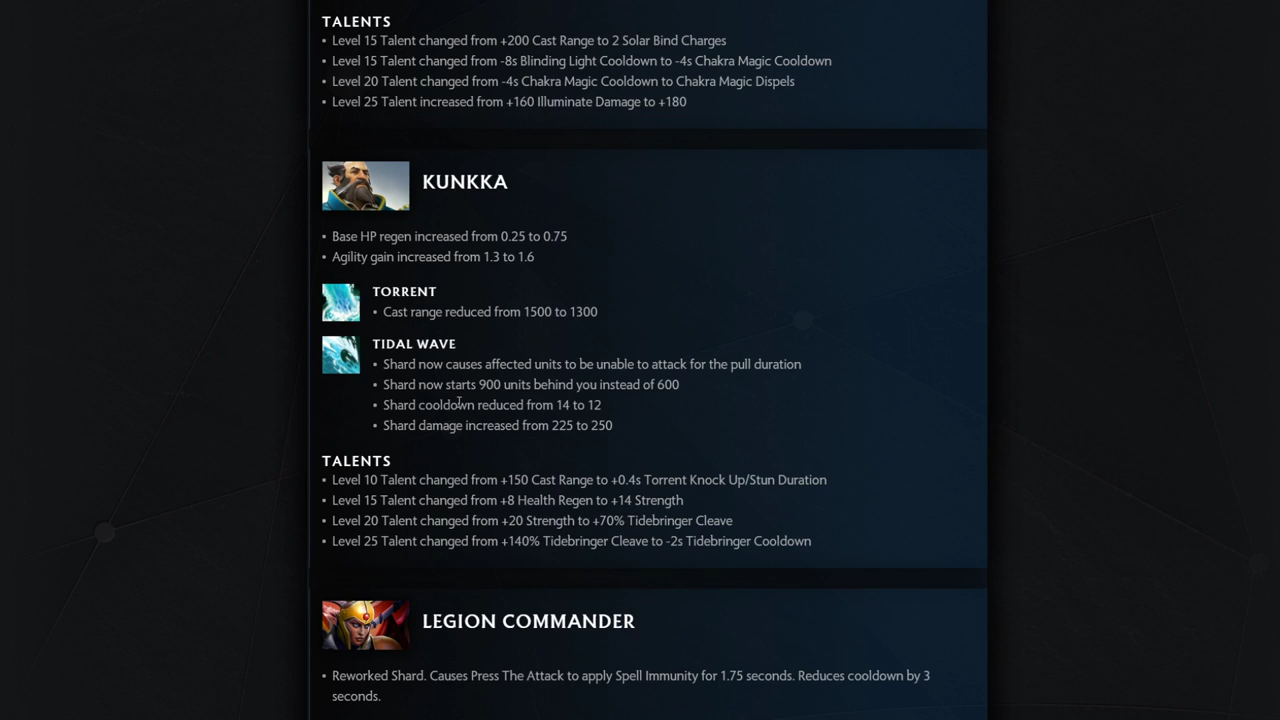 TALENTS
• Level 15 Talent changed from +200 Cast Range to 2 Solar Bind Charges
• Level 15 Talent changed from -8s Blinding Light Cooldown to -4s Chakra Magic Cooldown
• Level 20 Talent changed from -4s Chakra Magic Cooldown to Chakra Magic Dispels
• Level 25 Talent increased from +160 Illuminate Damage to +180
KUNKKA
• Base HP regen increased from 0.25 to 0.75
• Agility gain increased from 1.3 to 1.6
TORRENT
• Cast range reduced from 1500 to 1300
TIDAL WAVE
• Shard now causes affected units to be unable to attack for the pull duration
• Shard now starts 900 units behind you instead of 600
• Shard cooldown reduced from 14 to 12
• Shard damage increased from 225 to 250
TALENTS
• Level 10 Talent changed from +150 Cast Range to +0.4s Torrent Knock Up/Stun Duration
• Level 15 Talent changed from +8 Health Regen to +14 Strength
• Level 20 Talent changed from +20 Strength to +70% Tidebringer Cleave
• Level 25 Talent changed from +140% Tidebringer Cleave to -2s Tidebringer Cooldown
LEGION COMMANDER
• Reworked Shard. Causes Press The Attack to apply Spell Immunity for 1.75 seconds. Reduces cooldown by 3
seconds.